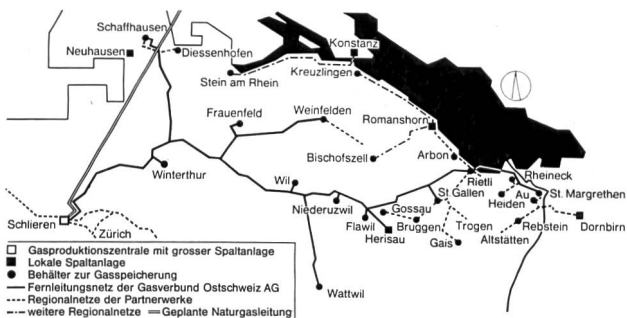 Schaffhausen
Neuhausen
Diessenhofen
Konstanz
Stein am Rhein
Kreuzlingen
Frauenfeld
Weinfelden
Romanshorn
Bischofszell
Arbon
Winterthur
Rietli
Rheineck
Wil
St. Gallen
Au
St. Margrethen
Heiden
Niederuzwil
Gossau
Schlieren
Zürich
Flawil
Bruggen
Trogen
Rebstein
Dornbirn
Herisau
Gais
Altstätten
Wattwil
Gasproduktionszentrale mit grosser Spaltanlage
Lokale Spaltanlage
Behälter zur Gasspeicherung
Fernleitungsnetz der Gasverbund Ostschweiz AG
Regionalnetze der Partnerwerke
weitere Regionalnetze Geplante Naturgasleitung